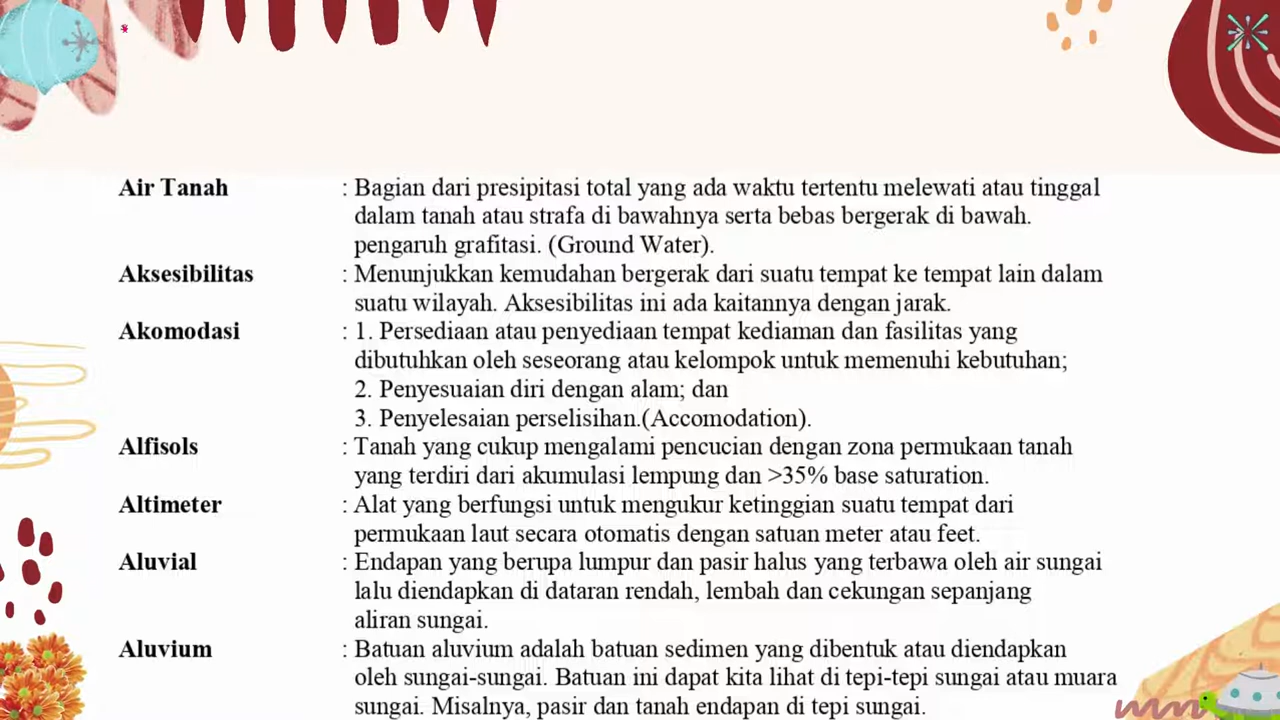 Air Tanah : Bagian dari presipitasi total yang ada waktu tertentu melewati atau tinggal
dalam tanah atau strafa di bawahnya serta bebas bergerak di bawah.
pengaruh grafitasi. (Ground Water).
Aksesibilitas : Menunjukkan kemudahan bergerak dari suatu tempat ke tempat lain dalam
suatu wilayah. Aksesibilitas ini ada kaitannya dengan jarak.
Akomodasi : 1. Persediaan atau penyediaan tempat kediaman dan fasilitas yang
dibutuhkan oleh seseorang atau kelompok untuk memenuhi kebutuhan;
2. Penyesuaian diri dengan alam; dan
3. Penyelesaian perselisihan.(Accomodation).
Alfisols : Tanah yang cukup mengalami pencucian dengan zona permukaan tanah
yang terdiri dari akumulasi lempung dan >35% base saturation.
Altimeter : Alat yang berfungsi untuk mengukur ketinggian suatu tempat dari
permukaan laut secara otomatis dengan satuan meter atau feet.
Aluvial : Endapan yang berupa lumpur dan pasir halus yang terbawa oleh air sungai
lalu diendapkan di dataran rendah, lembah dan cekungan sepanjang
aliran sungai.
Aluvium : Batuan aluvium adalah batuan sedimen yang dibentuk atau diendapkan
oleh sungai-sungai. Batuan ini dapat kita lihat di tepi-tepi sungai atau muara
sungai. Misalnya, pasir dan tanah endapan di tepi sungai.